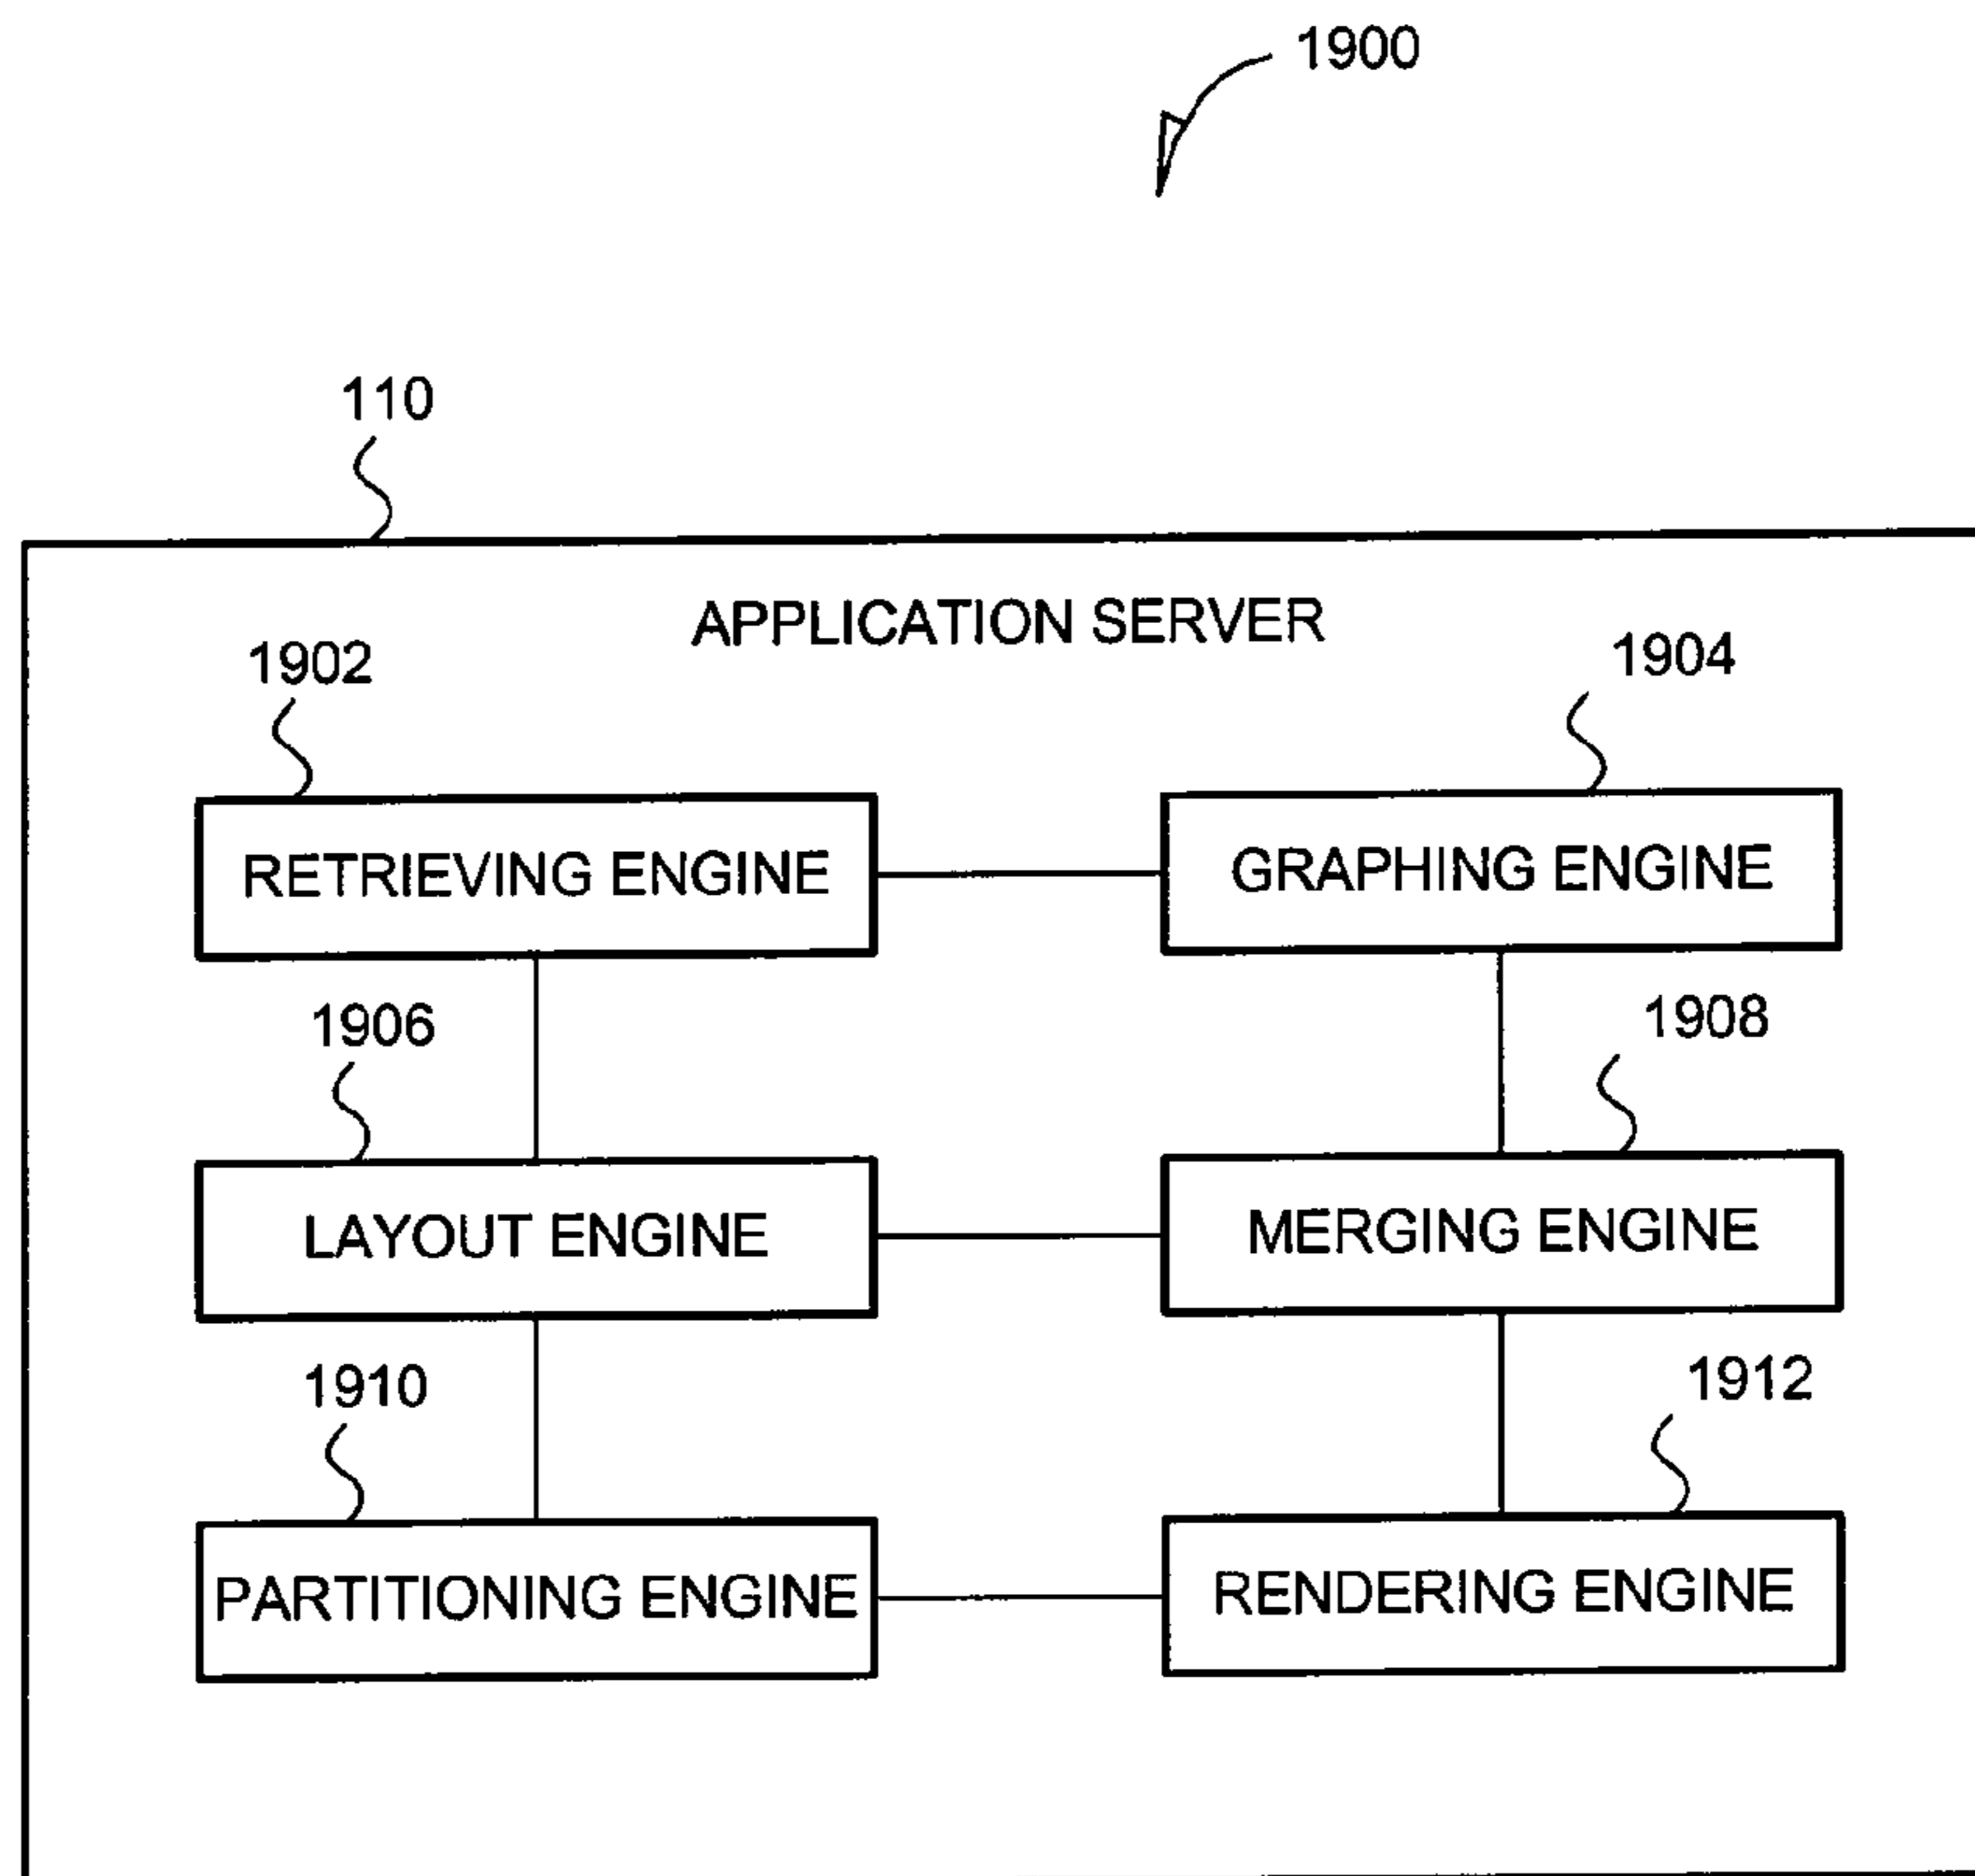 1900
110
APPLICATION SERVER
1902
1904
RETRIEVING ENGINE
GRAPHING ENGINE
1906
1908
LAYOUT ENGINE
MERGING ENGINE
1910
1912
PARTITIONING ENGINE
RENDERING ENGINE